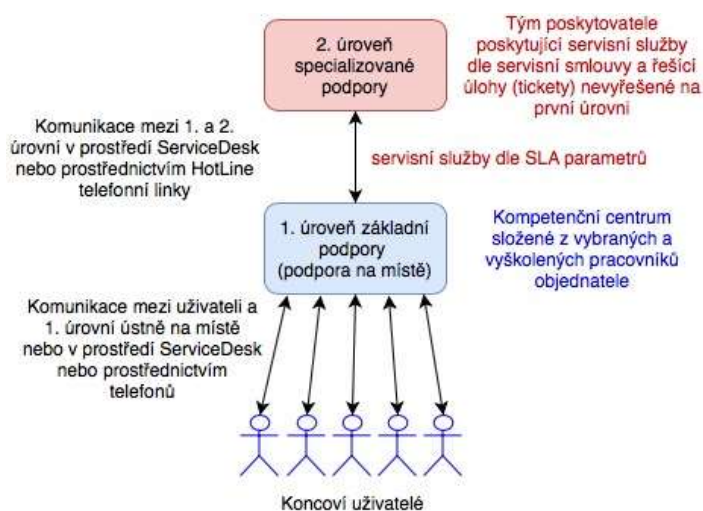 2. úroveň
specializované
podpory
Tým poskytovatele
poskytující servisní služby
dle servisní smlouvy a řešící
úlohy (tickety) nevyřešené na
první úrovni
Komunikace mezi 1. a 2.
úrovní v prostředí ServiceDesk
nebo prostřednictvím HotLine
telefonní linky
servisní služby dle SLA parametrů
1. úroveň základní
podpory
(podpora na místě)
Kompetenční centrum
složené z vybraných a
vyškolených pracovníků
objednatele
Komunikace mezi uživateli a
1. úrovní ústně na místě
nebo v prostředí ServiceDesk
nebo prostřednictvím
telefonů
Koncoví uživatelé